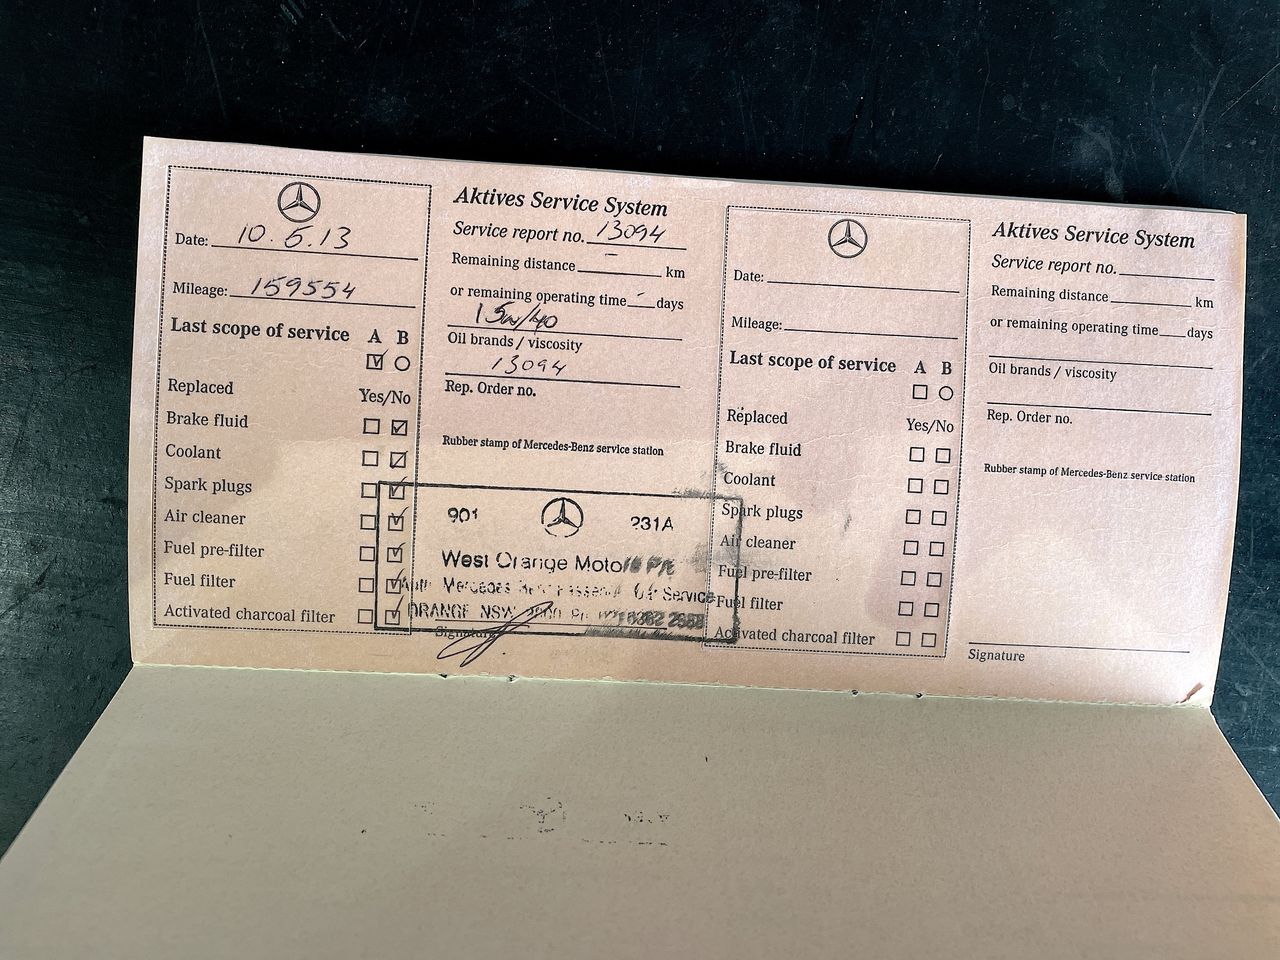 Date: 10.6.13
Mileage: 159554
Last scope of service A B
Replaced Yes/No
Brake fluid
Coolant
Spark plugs
Air cleaner
Fuel pre-filter
Fuel filter
Activated charcoal filter
Aktives Service System
Service report no. 13094
Remaining distance - km
or remaining operating time - days
15w/40
Oil brands / viscosity
13094
Rep. Order no.
Rubber stamp of Mercedes-Benz service station
901 231A
West Orange Motors P/L
Mercedes Car Service
ORANGE NSW 2800 6362
Signature
Date:
Mileage:
Last scope of service A B
Replaced Yes/No
Brake fluid
Coolant
Spark plugs
Air cleaner
Fuel pre-filter
Fuel filter
Activated charcoal filter
Aktives Service System
Service report no.
Remaining distance km
or remaining operating time days
Oil brands / viscosity
Rep. Order no.
Rubber stamp of Mercedes-Benz service station
Signature